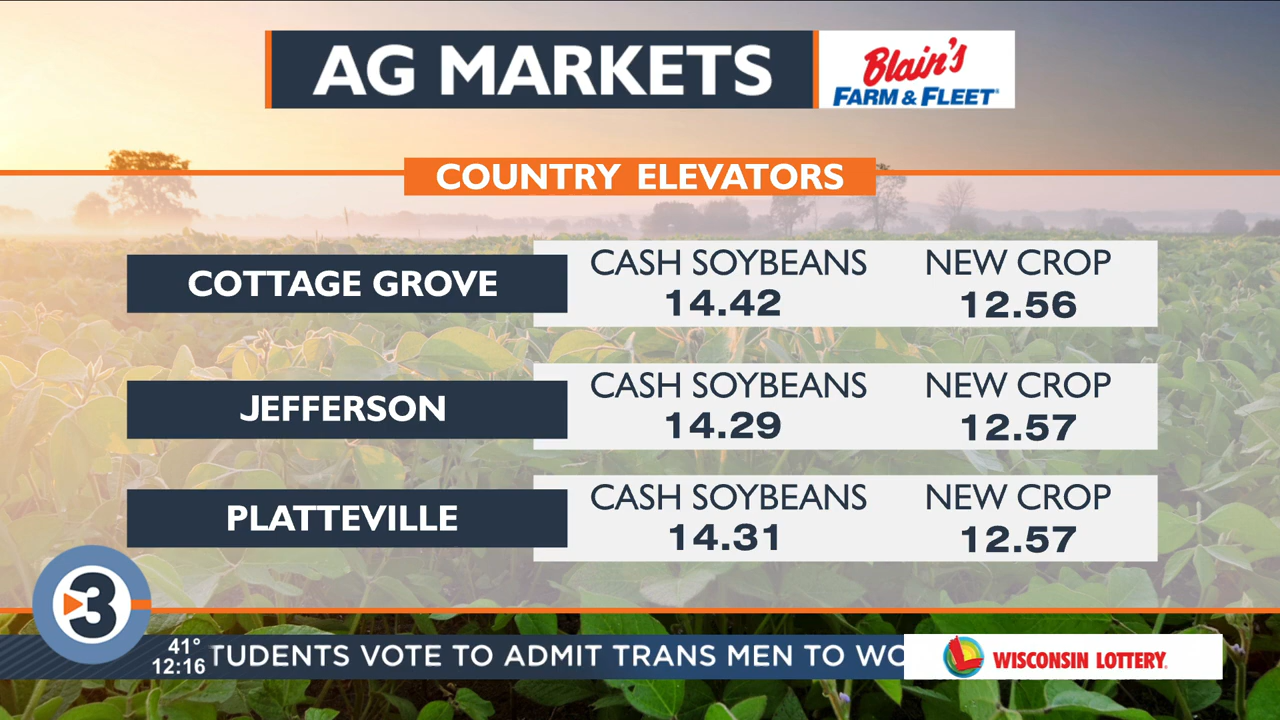 AG MARKETS
Blain's
FARM & FLEET
COUNTRY ELEVATORS
COTTAGE GROVE
CASH SOYBEANS
14.42
NEW CROP
12.56
JEFFERSON
CASH SOYBEANS
14.29
NEW CROP
12.57
PLATTEVILLE
CASH SOYBEANS
14.31
NEW CROP
12.57
3
41°
12:16
TUDENTS VOTE TO ADMIT TRANS MEN TO WO
WISCONSIN LOTTERY